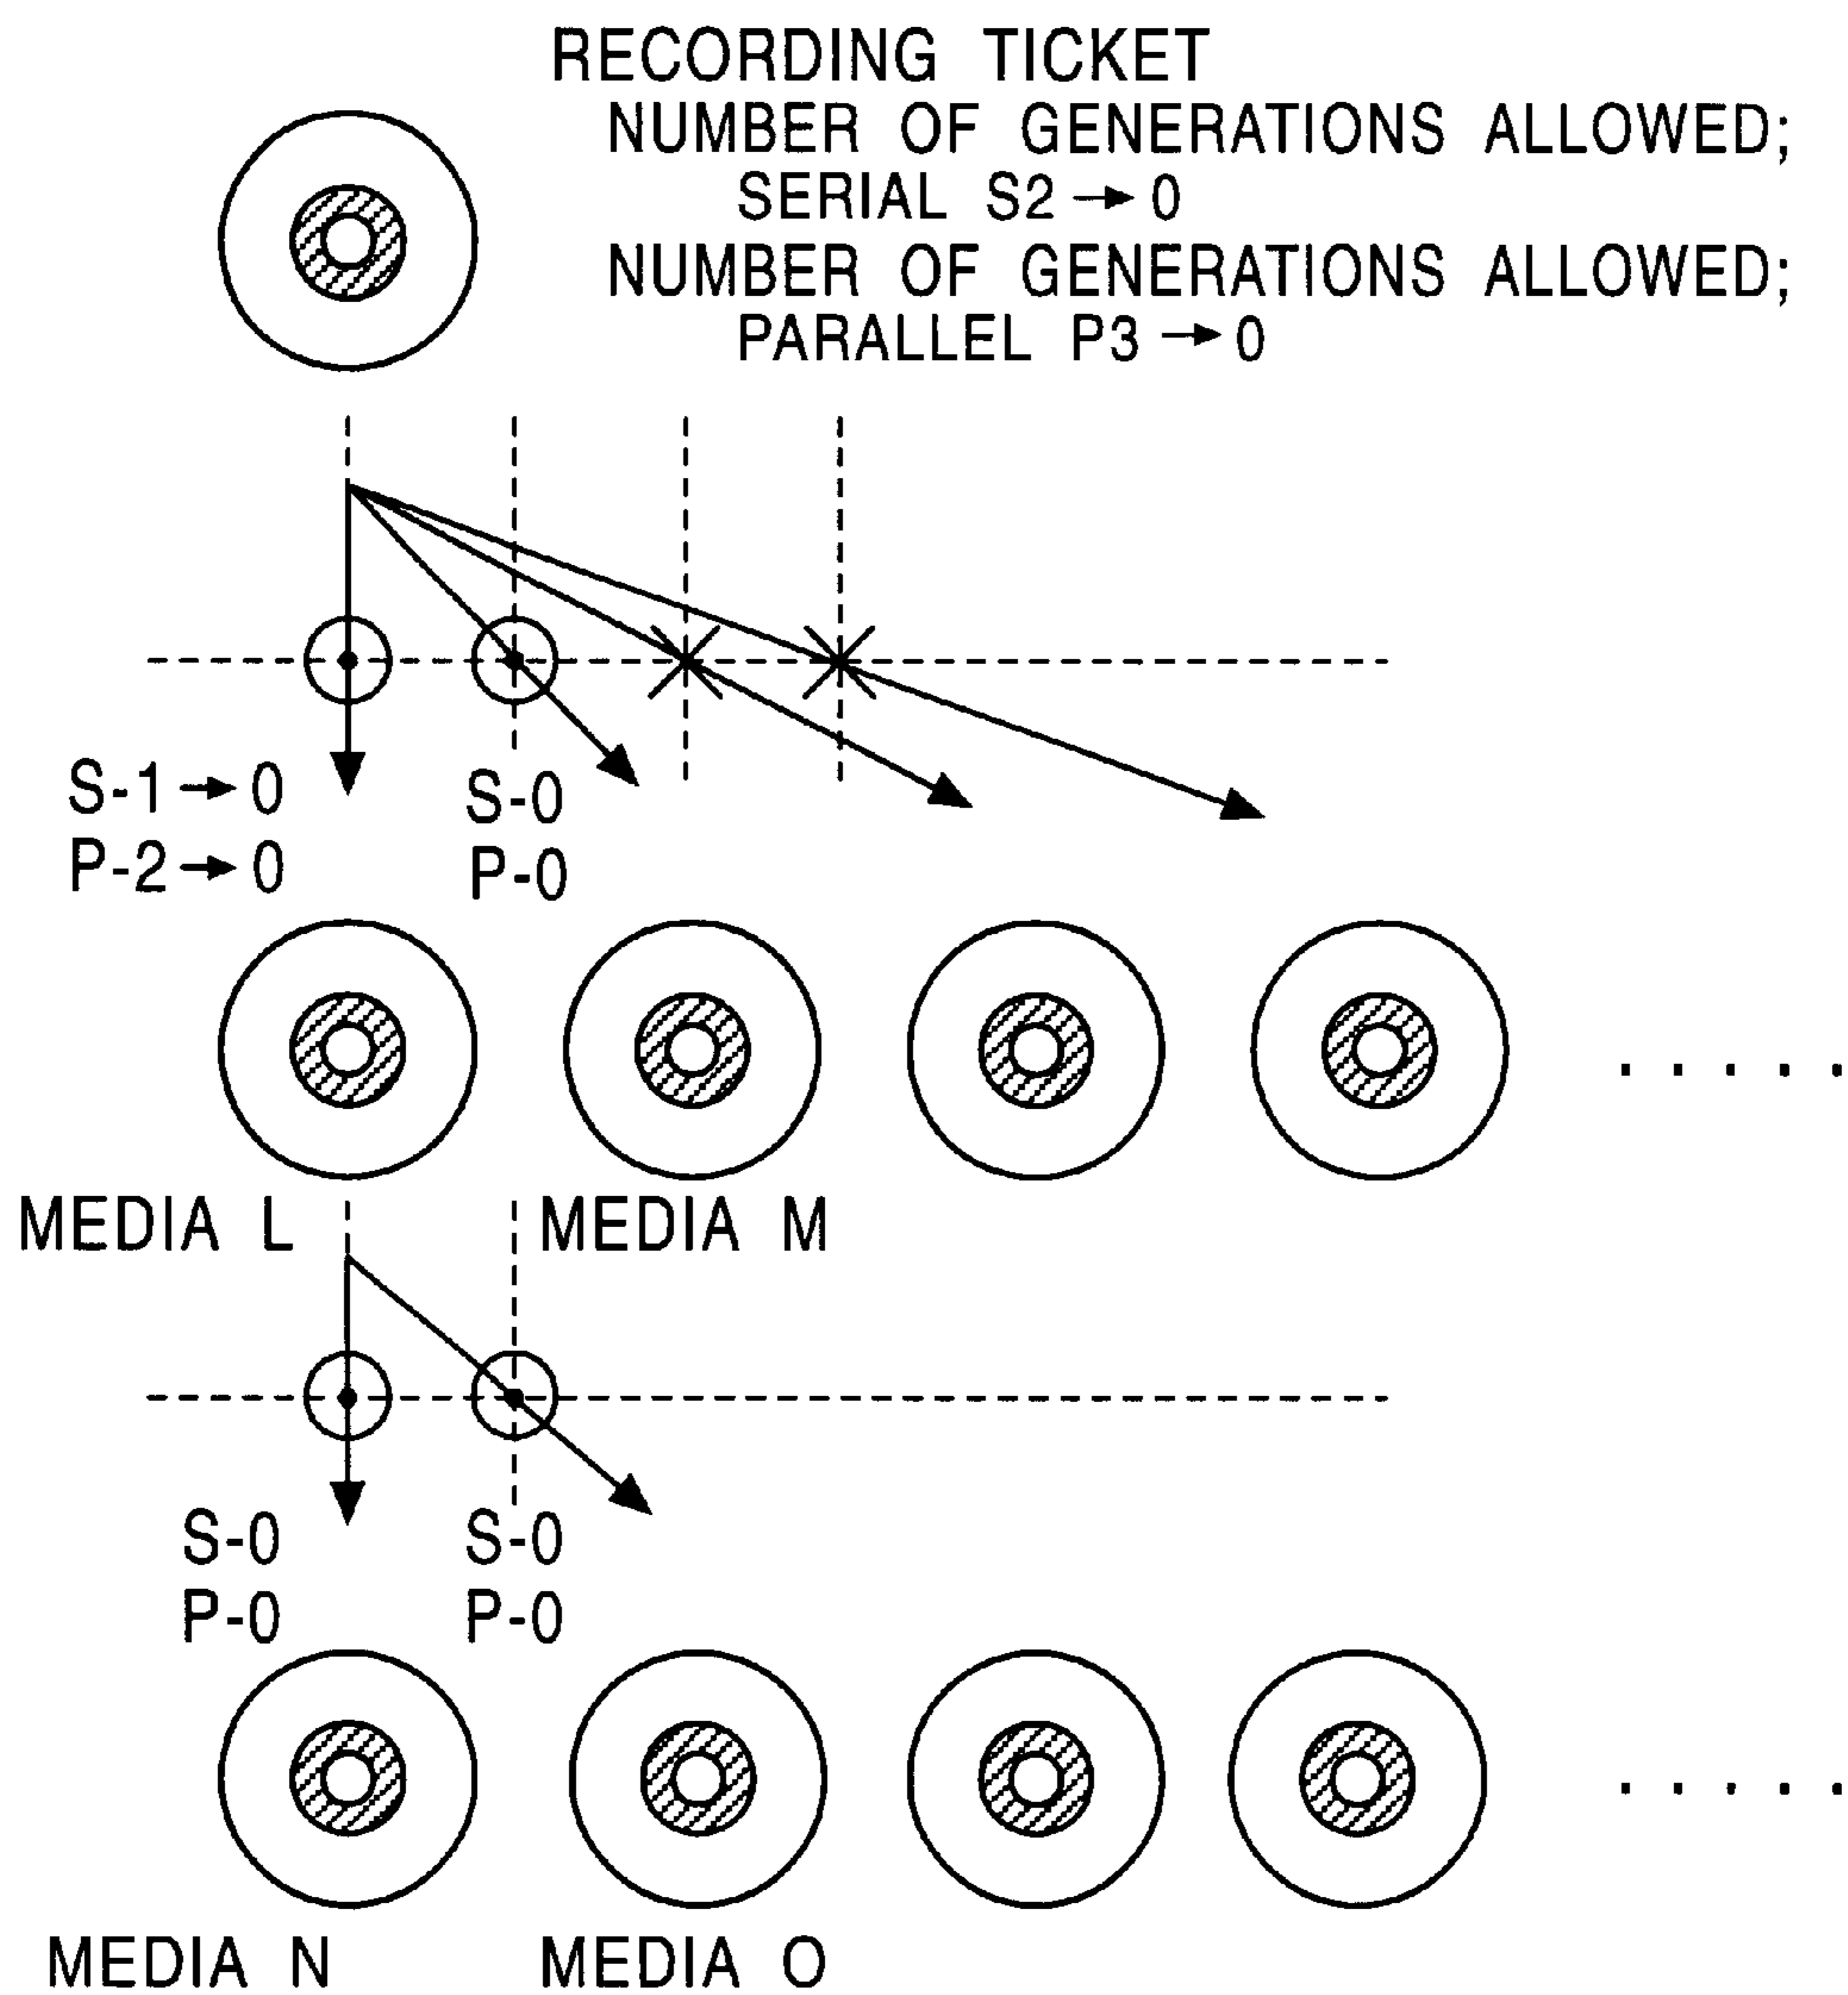 RECORDING TICKET
NUMBER OF GENERATIONS ALLOWED;
SERIAL S2 → 0
NUMBER OF GENERATIONS ALLOWED;
PARALLEL P3 → 0
S-1 → 0
P-2 → 0
S-0
P-0
MEDIA L
MEDIA M
S-0
P-0
S-0
P-0
MEDIA N
MEDIA O